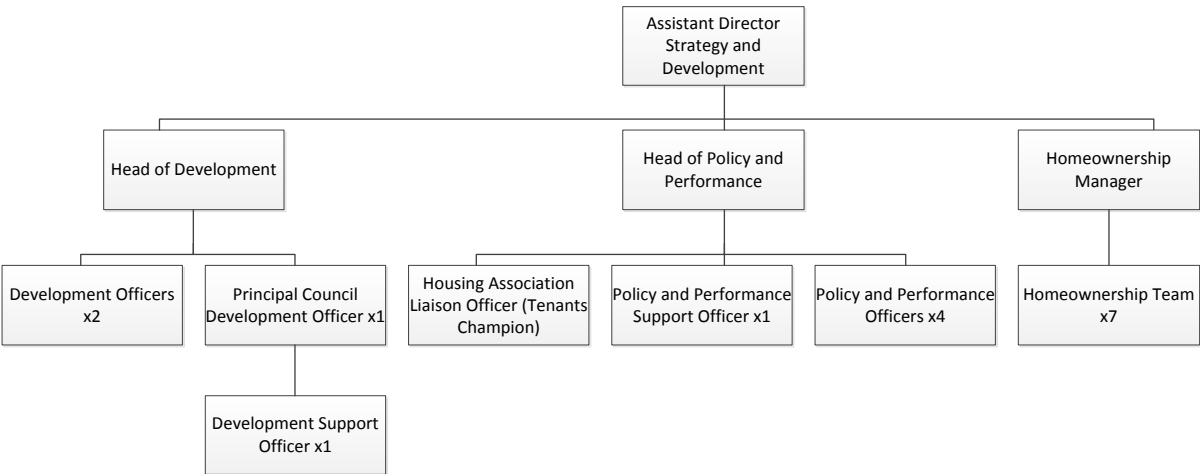 Assistant Director
Strategy and
Development
Head of Development
Head of Policy and
Performance
Homeownership
Manager
Development Officers
x2
Principal Council
Development Officer x1
Housing Association
Liaison Officer (Tenants
Champion)
Policy and Performance
Support Officer x1
Policy and Performance
Officers x4
Homeownership Team
x7
Development Support
Officer x1